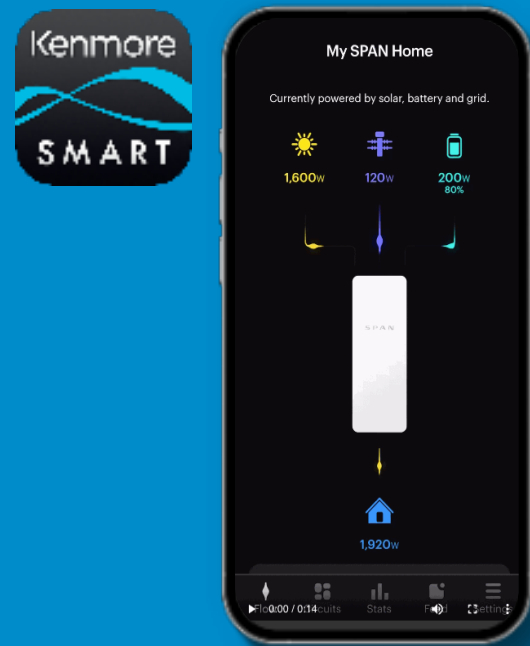 Kenmore
SMART
My SPAN Home
Currently powered by solar, battery and grid.
1,600W 120W 200W
80%
SPAN
1,920W
0:00 / 0:14
Stats